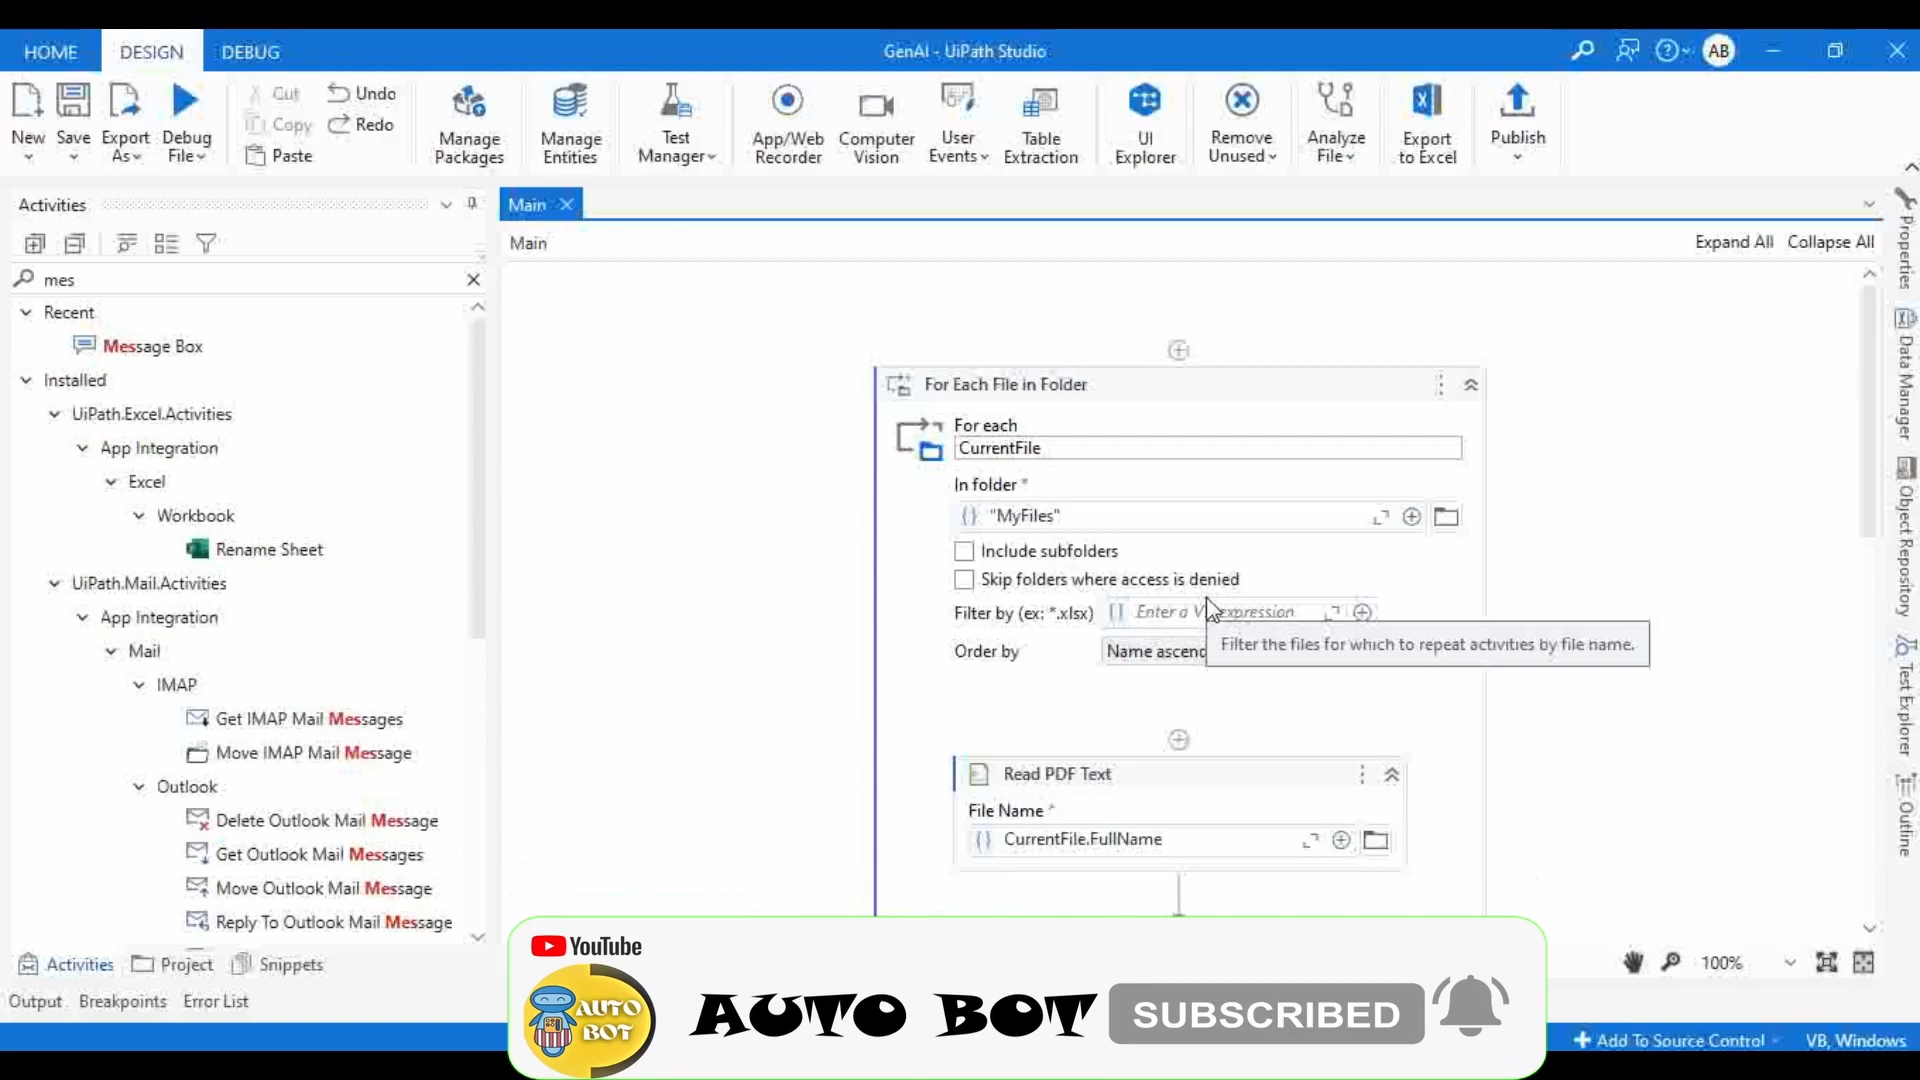 HOME DESIGN DEBUG GenAI - UiPath Studio AB
New Save Export As Debug File Cut Copy Paste Undo Redo Manage Packages Manage Entities Test Manager App/Web Recorder Computer Vision User Events Table Extraction UI Explorer Remove Unused Analyze File Export to Excel Publish
Activities
mes
Recent
Message Box
Installed
UiPath.Excel.Activities
App Integration
Excel
Workbook
Rename Sheet
UiPath.Mail.Activities
App Integration
Mail
IMAP
Get IMAP Mail Messages
Move IMAP Mail Message
Outlook
Delete Outlook Mail Message
Get Outlook Mail Messages
Move Outlook Mail Message
Reply To Outlook Mail Message
Activities Project Snippets
Output Breakpoints Error List
Main
Main Expand All Collapse All
For Each File in Folder
For each
CurrentFile
In folder *
"MyFiles"
Include subfolders
Skip folders where access is denied
Filter by (ex: *.xlsx) Enter a V expression
Filter the files for which to repeat activities by file name.
Order by Name ascend
Read PDF Text
File Name *
CurrentFile.FullName
100%
Properties
Data Manager
Object Repository
Test Explorer
Outline
YouTube
AUTO
BOT
AUTO BOT SUBSCRIBED
Add To Source Control VB, Windows